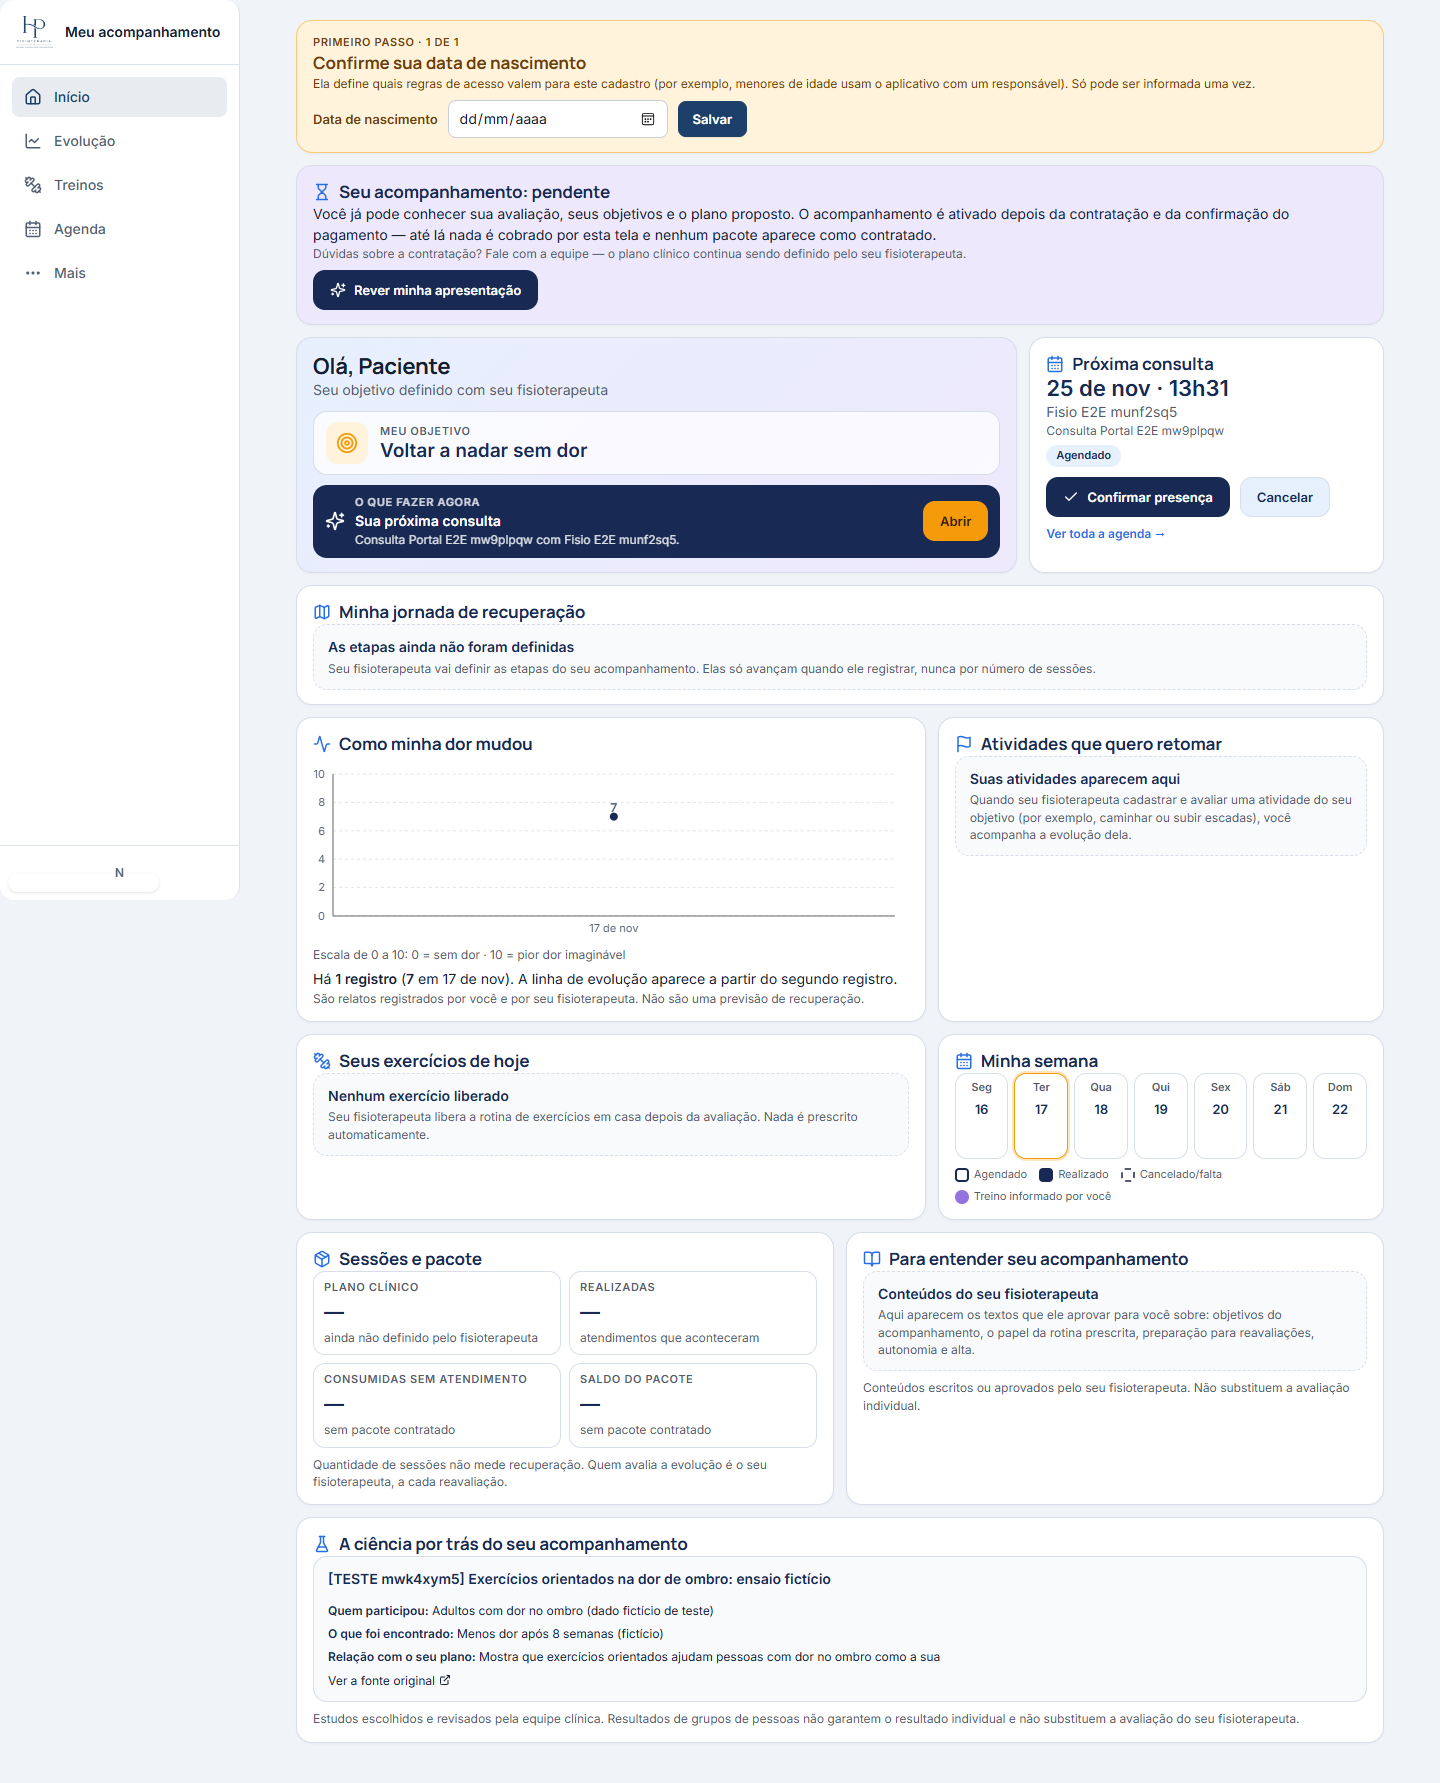 HP
Meu acompanhamento
Início
Evolução
Treinos
Agenda
Mais
N
PRIMEIRO PASSO · 1 DE 1
Confirme sua data de nascimento
Ela define quais regras de acesso valem para este cadastro (por exemplo, menores de idade usam o aplicativo com um responsável). Só pode ser informada uma vez.
Data de nascimento
dd/mm/aaaa
Salvar
Seu acompanhamento: pendente
Você já pode conhecer sua avaliação, seus objetivos e o plano proposto. O acompanhamento é ativado depois da contratação e da confirmação do
pagamento — até lá nada é cobrado por esta tela e nenhum pacote aparece como contratado.
Dúvidas sobre a contratação? Fale com a equipe — o plano clínico continua sendo definido pelo seu fisioterapeuta.
Rever minha apresentação
Olá, Paciente
Seu objetivo definido com seu fisioterapeuta
MEU OBJETIVO
Voltar a nadar sem dor
O QUE FAZER AGORA
Sua próxima consulta
Consulta Portal E2E mw9plpqw com Fisio E2E munf2sq5.
Abrir
Próxima consulta
25 de nov · 13h31
Fisio E2E munf2sq5
Consulta Portal E2E mw9plpqw
Agendado
Confirmar presença
Cancelar
Ver toda a agenda →
Minha jornada de recuperação
As etapas ainda não foram definidas
Seu fisioterapeuta vai definir as etapas do seu acompanhamento. Elas só avançam quando ele registrar, nunca por número de sessões.
Como minha dor mudou
10
8
6
4
2
0
7
17 de nov
Escala de 0 a 10: 0 = sem dor · 10 = pior dor imaginável
Há 1 registro (7 em 17 de nov). A linha de evolução aparece a partir do segundo registro.
São relatos registrados por você e por seu fisioterapeuta. Não são uma previsão de recuperação.
Atividades que quero retomar
Suas atividades aparecem aqui
Quando seu fisioterapeuta cadastrar e avaliar uma atividade do seu
objetivo (por exemplo, caminhar ou subir escadas), você
acompanha a evolução dela.
Seus exercícios de hoje
Nenhum exercício liberado
Seu fisioterapeuta libera a rotina de exercícios em casa depois da avaliação. Nada é prescrito
automaticamente.
Minha semana
Seg Ter Qua Qui Sex Sáb Dom
16 17 18 19 20 21 22
Agendado Realizado Cancelado/falta
Treino informado por você
Sessões e pacote
PLANO CLÍNICO
—
ainda não definido pelo fisioterapeuta
REALIZADAS
—
atendimentos que aconteceram
CONSUMIDAS SEM ATENDIMENTO
—
sem pacote contratado
SALDO DO PACOTE
—
sem pacote contratado
Quantidade de sessões não mede recuperação. Quem avalia a evolução é o seu
fisioterapeuta, a cada reavaliação.
Para entender seu acompanhamento
Conteúdos do seu fisioterapeuta
Aqui aparecem os textos que ele aprovar para você sobre: objetivos do
acompanhamento, o papel da rotina prescrita, preparação para reavaliações,
autonomia e alta.
Conteúdos escritos ou aprovados pelo seu fisioterapeuta. Não substituem a avaliação
individual.
A ciência por trás do seu acompanhamento
[TESTE mwk4xym5] Exercícios orientados na dor de ombro: ensaio fictício
Quem participou: Adultos com dor no ombro (dado fictício de teste)
O que foi encontrado: Menos dor após 8 semanas (fictício)
Relação com o seu plano: Mostra que exercícios orientados ajudam pessoas com dor no ombro como a sua
Ver a fonte original
Estudos escolhidos e revisados pela equipe clínica. Resultados de grupos de pessoas não garantem o resultado individual e não substituem a avaliação do seu fisioterapeuta.